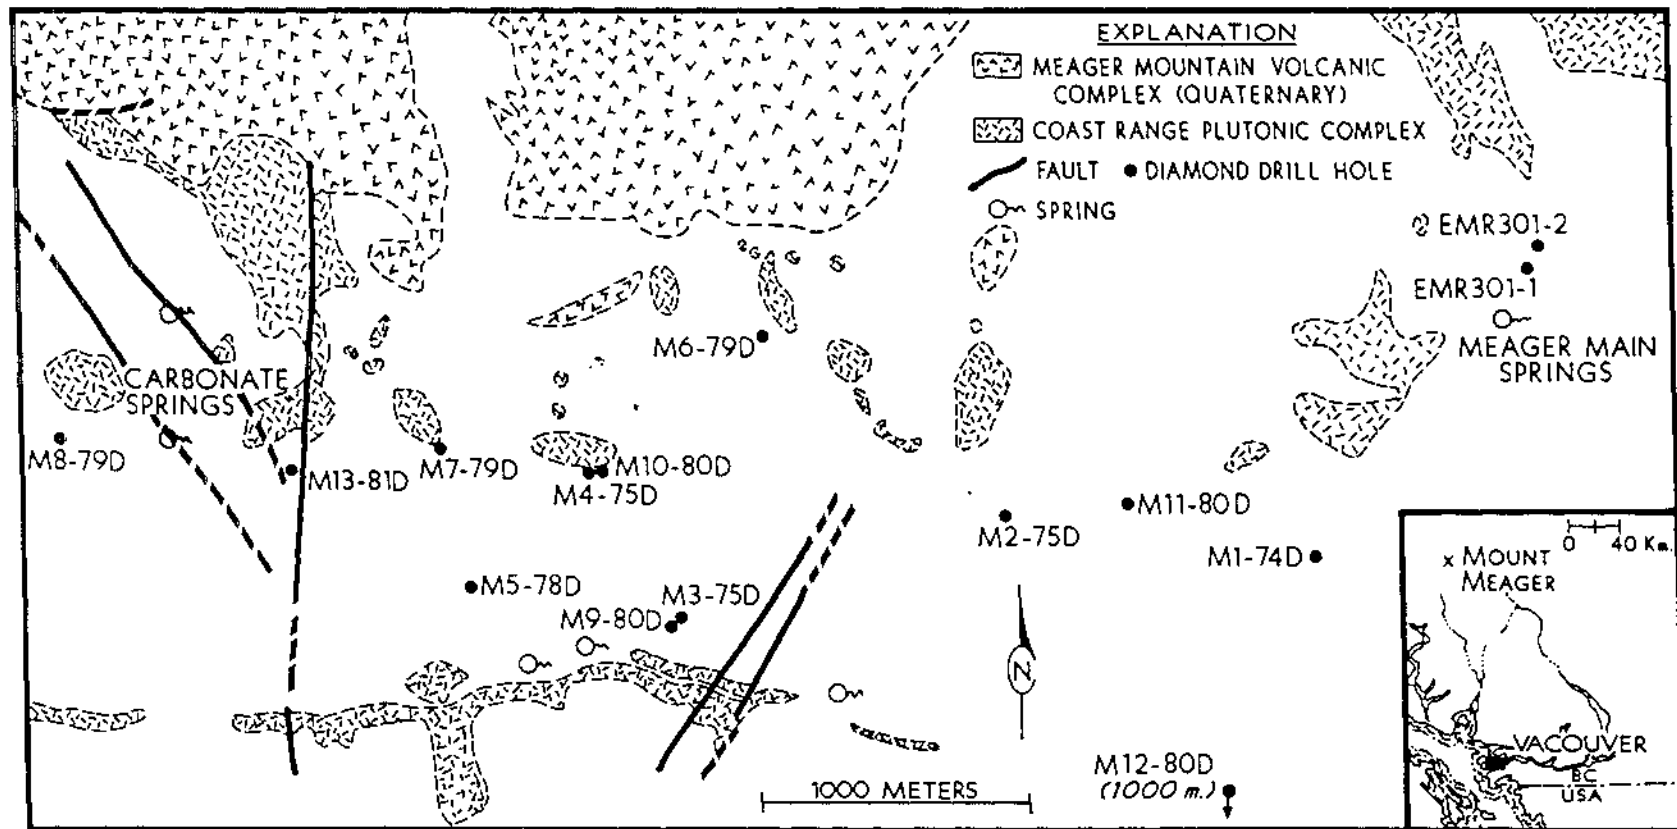 EXPLANATION
MEAGER MOUNTAIN VOLCANIC
COMPLEX (QUATERNARY)
COAST RANGE PLUTONIC COMPLEX
FAULT
DIAMOND DRILL HOLE
SPRING
EMR301-2
EMR301-1
MEAGER MAIN
SPRINGS
M6-79D
CARBONATE
SPRINGS
M8-79D
M13-81D
M7-79D
M10-80D
M4-75D
M11-80D
M2-75D
M1-74D
M5-78D
M3-75D
M9-80D
N
1000 METERS
M12-80D
(1000 m.)
0 40 Km.
x MOUNT
MEAGER
VACOUVER
BC
USA